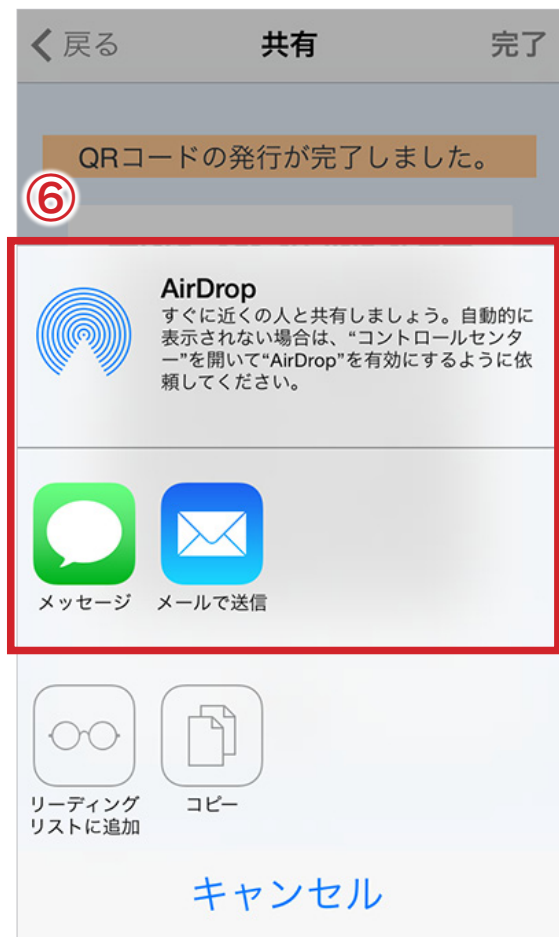 戻る 共有 完了
QRコードの発行が完了しました。
⑥
AirDrop
すぐに近くの人と共有しましょう。自動的に
表示されない場合は、“コントロールセンタ
ー”を開いて“AirDrop”を有効にするように依
頼してください。
メッセージ メールで送信
リーディング コピー
リストに追加
キャンセル